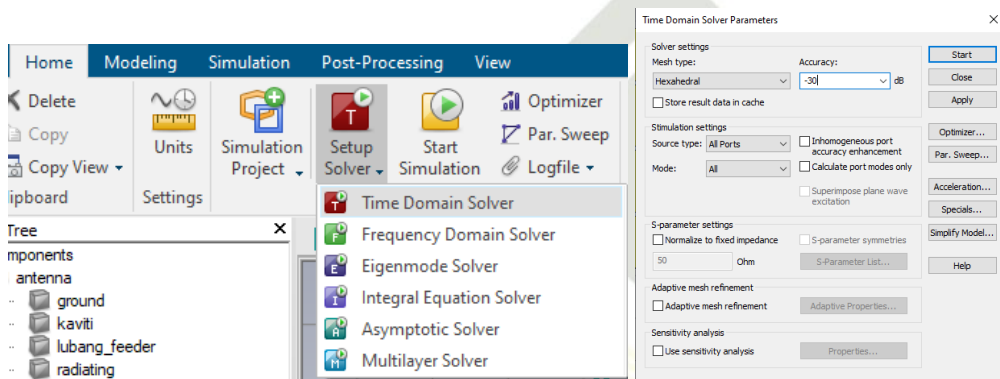 Home Modeling Simulation Post-Processing View
Delete
Copy
Copy View
Units
Simulation
Project
Setup
Solver
Start
Simulation
Optimizer
Par. Sweep
Logfile
Settings
Time Domain Solver
Frequency Domain Solver
Eigenmode Solver
Integral Equation Solver
Asymptotic Solver
Multilayer Solver
Tree
antenna
ground
kaviti
lubang_feeder
radiating
Time Domain Solver Parameters
Solver settings
Mesh type:
Accuracy:
Hexahedral
-30
dB
Store result data in cache
Stimulation settings
Source type: All Ports
Inhomogeneous port
accuracy enhancement
Mode: All
Calculate port modes only
Superimpose plane wave
excitation
S-parameter settings
Normalize to fixed impedance
S-parameter symmetries
50 Ohm
S-Parameter List...
Adaptive mesh refinement
Adaptive mesh refinement
Adaptive Properties...
Sensitivity analysis
Use sensitivity analysis
Properties...
Start
Close
Apply
Optimizer...
Par. Sweep...
Acceleration...
Specials...
Simplify Model...
Help